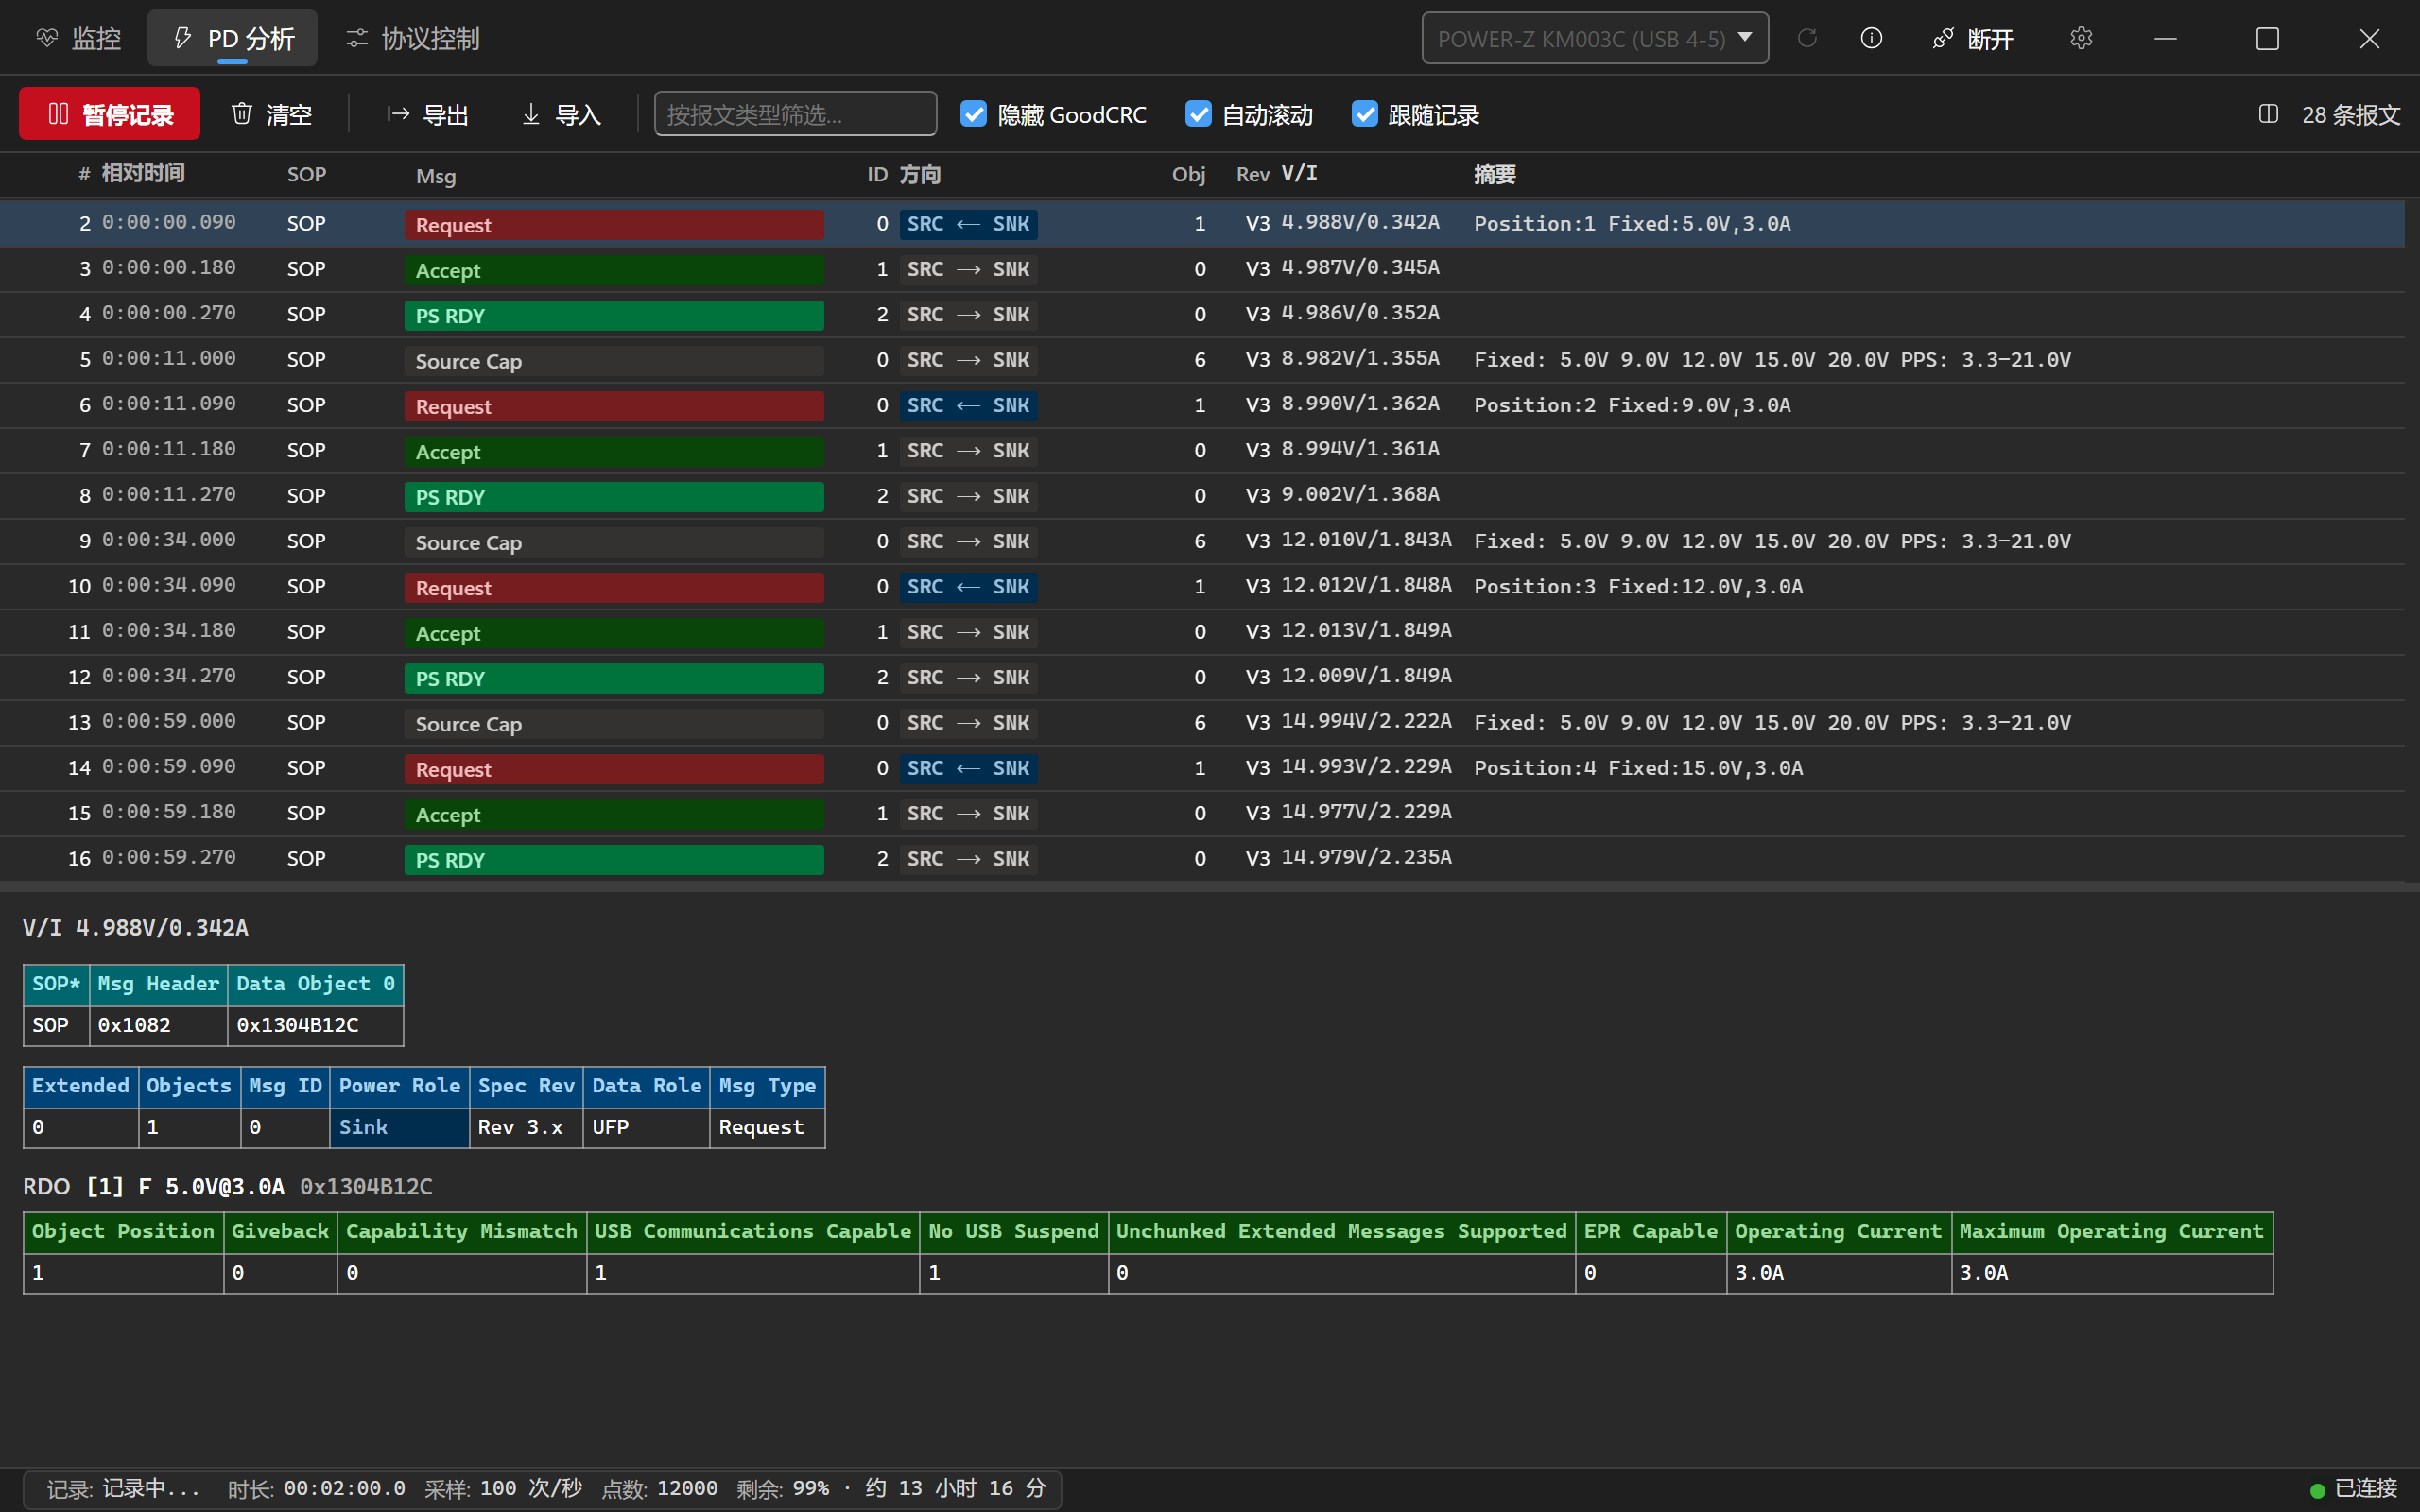 监控 PD 分析 协议控制 POWER-Z KM003C (USB 4-5) 断开
暂停记录 清空 导出 导入 按报文类型筛选... 隐藏 GoodCRC 自动滚动 跟随记录 28 条报文
# 相对时间 SOP Msg ID 方向 Obj Rev V/I 摘要
2 0:00:00.090 SOP Request 0 SRC ⟵ SNK 1 V3 4.988V/0.342A Position:1 Fixed:5.0V,3.0A
3 0:00:00.180 SOP Accept 1 SRC ⟶ SNK 0 V3 4.987V/0.345A
4 0:00:00.270 SOP PS RDY 2 SRC ⟶ SNK 0 V3 4.986V/0.352A
5 0:00:11.000 SOP Source Cap 0 SRC ⟶ SNK 6 V3 8.982V/1.355A Fixed: 5.0V 9.0V 12.0V 15.0V 20.0V PPS: 3.3-21.0V
6 0:00:11.090 SOP Request 0 SRC ⟵ SNK 1 V3 8.990V/1.362A Position:2 Fixed:9.0V,3.0A
7 0:00:11.180 SOP Accept 1 SRC ⟶ SNK 0 V3 8.994V/1.361A
8 0:00:11.270 SOP PS RDY 2 SRC ⟶ SNK 0 V3 9.002V/1.368A
9 0:00:34.000 SOP Source Cap 0 SRC ⟶ SNK 6 V3 12.010V/1.843A Fixed: 5.0V 9.0V 12.0V 15.0V 20.0V PPS: 3.3-21.0V
10 0:00:34.090 SOP Request 0 SRC ⟵ SNK 1 V3 12.012V/1.848A Position:3 Fixed:12.0V,3.0A
11 0:00:34.180 SOP Accept 1 SRC ⟶ SNK 0 V3 12.013V/1.849A
12 0:00:34.270 SOP PS RDY 2 SRC ⟶ SNK 0 V3 12.009V/1.849A
13 0:00:59.000 SOP Source Cap 0 SRC ⟶ SNK 6 V3 14.994V/2.222A Fixed: 5.0V 9.0V 12.0V 15.0V 20.0V PPS: 3.3-21.0V
14 0:00:59.090 SOP Request 0 SRC ⟵ SNK 1 V3 14.993V/2.229A Position:4 Fixed:15.0V,3.0A
15 0:00:59.180 SOP Accept 1 SRC ⟶ SNK 0 V3 14.977V/2.229A
16 0:00:59.270 SOP PS RDY 2 SRC ⟶ SNK 0 V3 14.979V/2.235A
V/I 4.988V/0.342A
SOP* Msg Header Data Object 0
SOP 0x1082 0x1304B12C
Extended Objects Msg ID Power Role Spec Rev Data Role Msg Type
0 1 0 Sink Rev 3.x UFP Request
RDO [1] F 5.0V@3.0A 0x1304B12C
Object Position Giveback Capability Mismatch USB Communications Capable No USB Suspend Unchunked Extended Messages Supported EPR Capable Operating Current Maximum Operating Current
1 0 0 1 1 0 0 3.0A 3.0A
记录: 记录中... 时长: 00:02:00.0 采样: 100 次/秒 点数: 12000 剩余: 99% · 约 13 小时 16 分 已连接